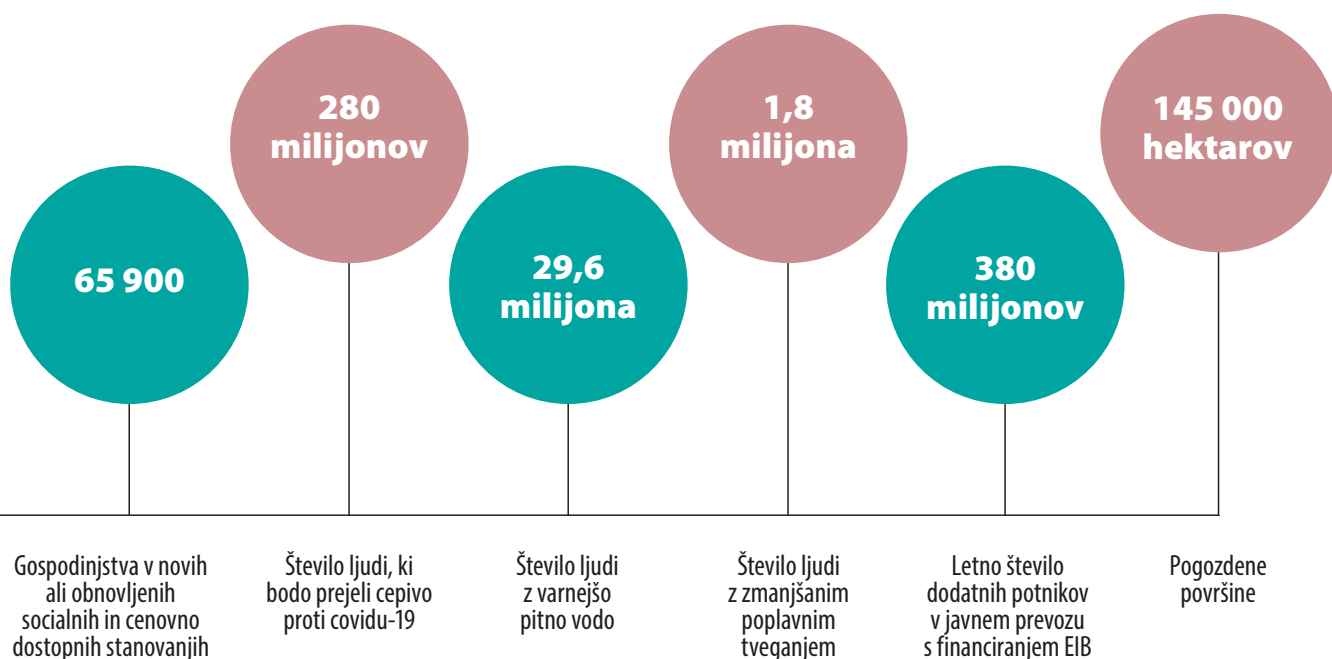 65 900
280
milijonov
29,6
milijona
1,8
milijona
380
milijonov
145 000
hektarov
Gospodinjstva v novih
ali obnovljenih
socialnih in cenovno
dostopnih stanovanjih
Število ljudi, ki
bodo prejeli cepivo
proti covidu-19
Število ljudi
z varnejšo
pitno vodo
Število ljudi
z zmanjšanim
poplavnim
tveganjem
Letno število
dodatnih potnikov
v javnem prevozu
s financiranjem EIB
Pogozdene
površine